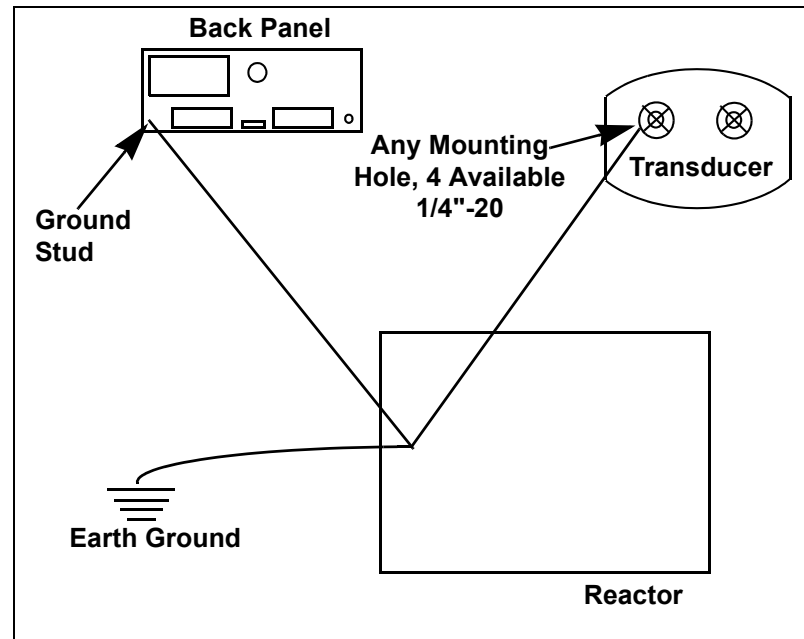 Back Panel
Any Mounting
Hole, 4 Available
1/4"-20
Transducer
Ground
Stud
Earth Ground
Reactor